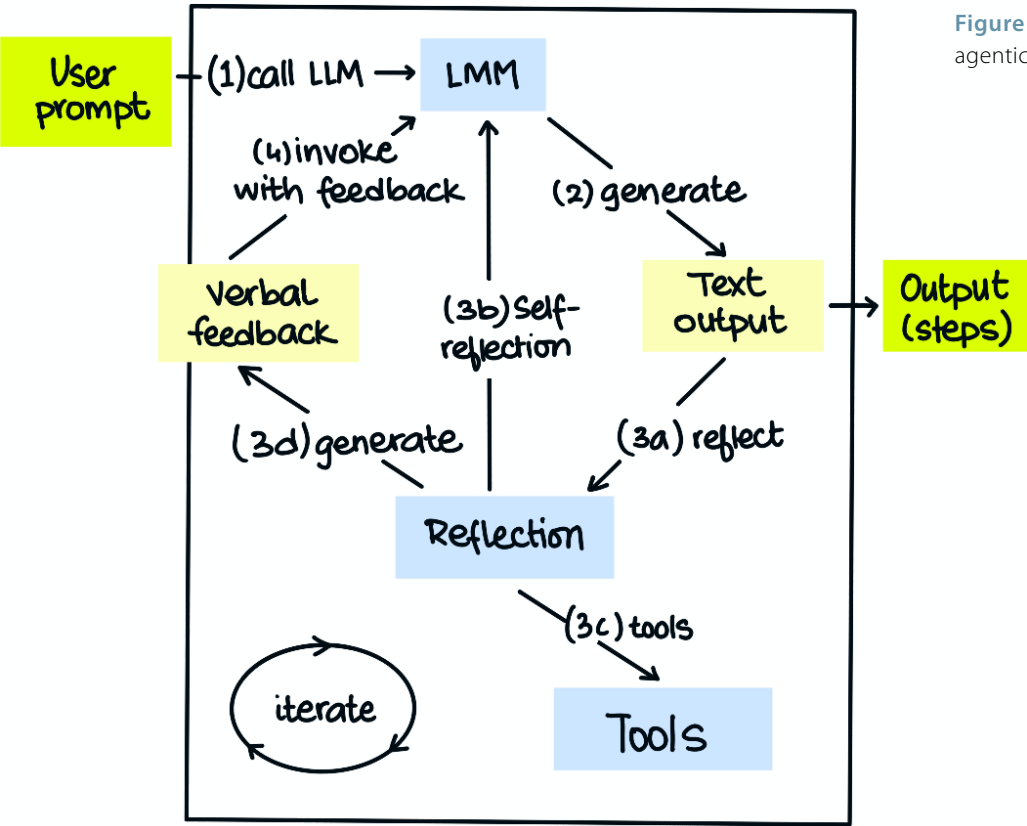 Figure
agentic
User
prompt
(1)call LLM
LMM
(4)invoke
with feedback
(2) generate
Verbal
feedback
(3b) Self-
reflection
Text
output
Output
(steps)
(3d) generate
(3a) reflect
Reflection
(3c) tools
iterate
Tools